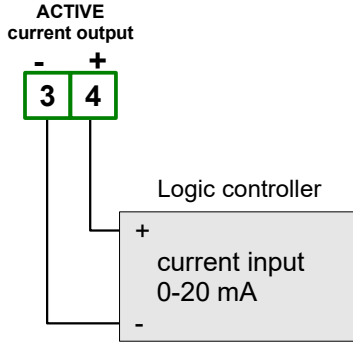 ACTIVE
current output
- +
3 4
Logic controller
+
current input
0-20 mA
-